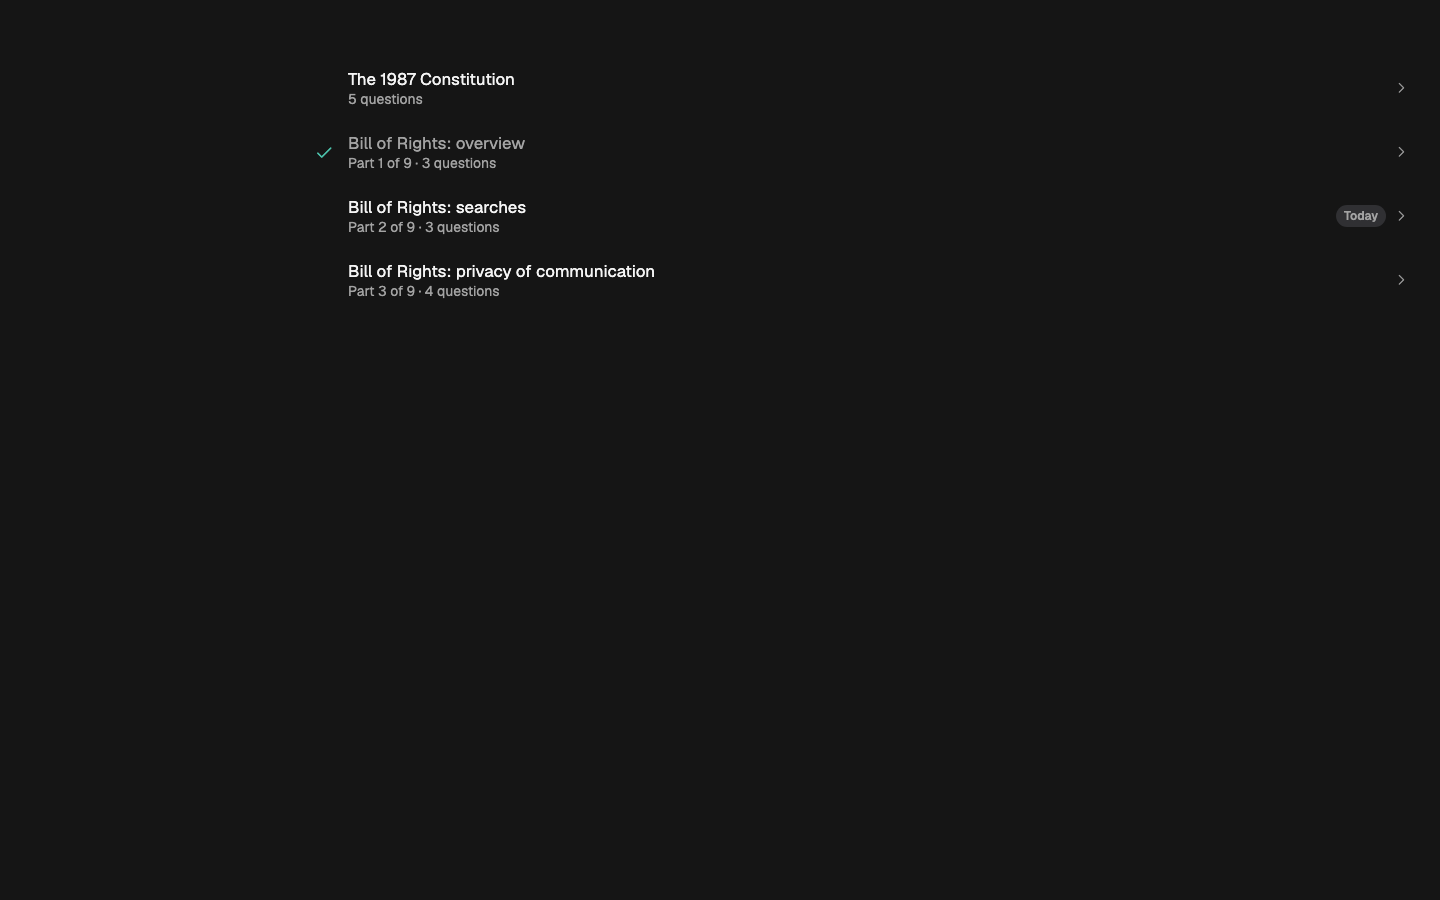 The 1987 Constitution
5 questions
Bill of Rights: overview
Part 1 of 9 · 3 questions
Bill of Rights: searches
Part 2 of 9 · 3 questions
Today
Bill of Rights: privacy of communication
Part 3 of 9 · 4 questions